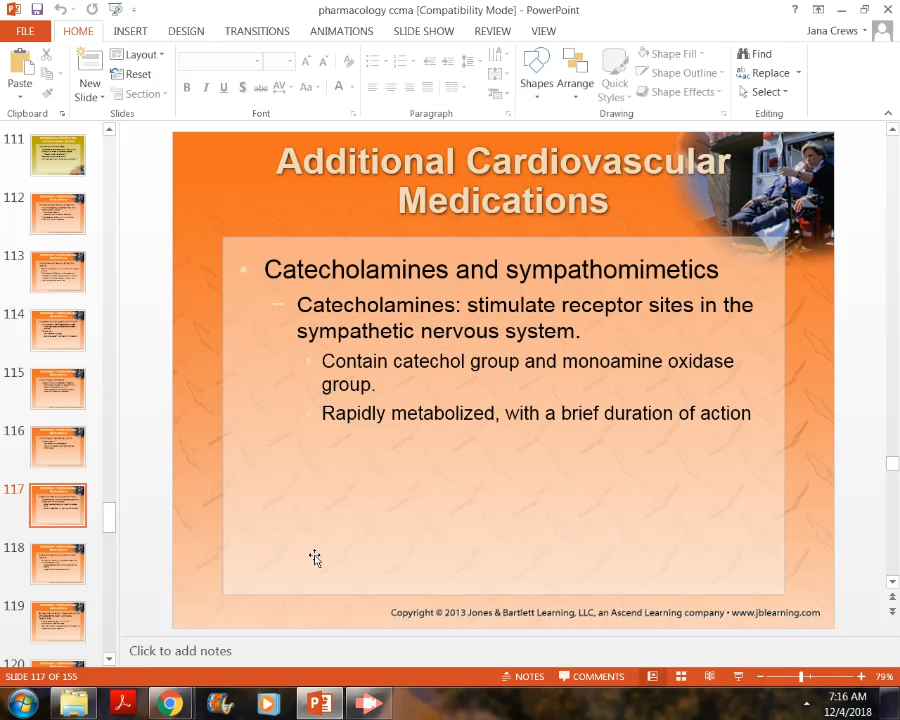 pharmacology ccma [Compatibility Mode] - PowerPoint
?
FILE HOME INSERT DESIGN TRANSITIONS ANIMATIONS SLIDE SHOW REVIEW VIEW Jana Crews
Paste
New Slide
Layout
Reset
Section
B I U S abc AV Aa A
Shapes
Arrange
Quick Styles
Shape Fill
Shape Outline
Shape Effects
Find
Replace
Select
Clipboard Slides Font Paragraph Drawing Editing
111
112
113
114
115
116
117
118
119
120
Additional Cardiovascular
Medications
• Catecholamines and sympathomimetics
– Catecholamines: stimulate receptor sites in the
sympathetic nervous system.
• Contain catechol group and monoamine oxidase
group.
• Rapidly metabolized, with a brief duration of action
Copyright © 2013 Jones & Bartlett Learning, LLC, an Ascend Learning company • www.jblearning.com
Click to add notes
SLIDE 117 OF 155 NOTES COMMENTS 79%
7:16 AM
12/4/2018